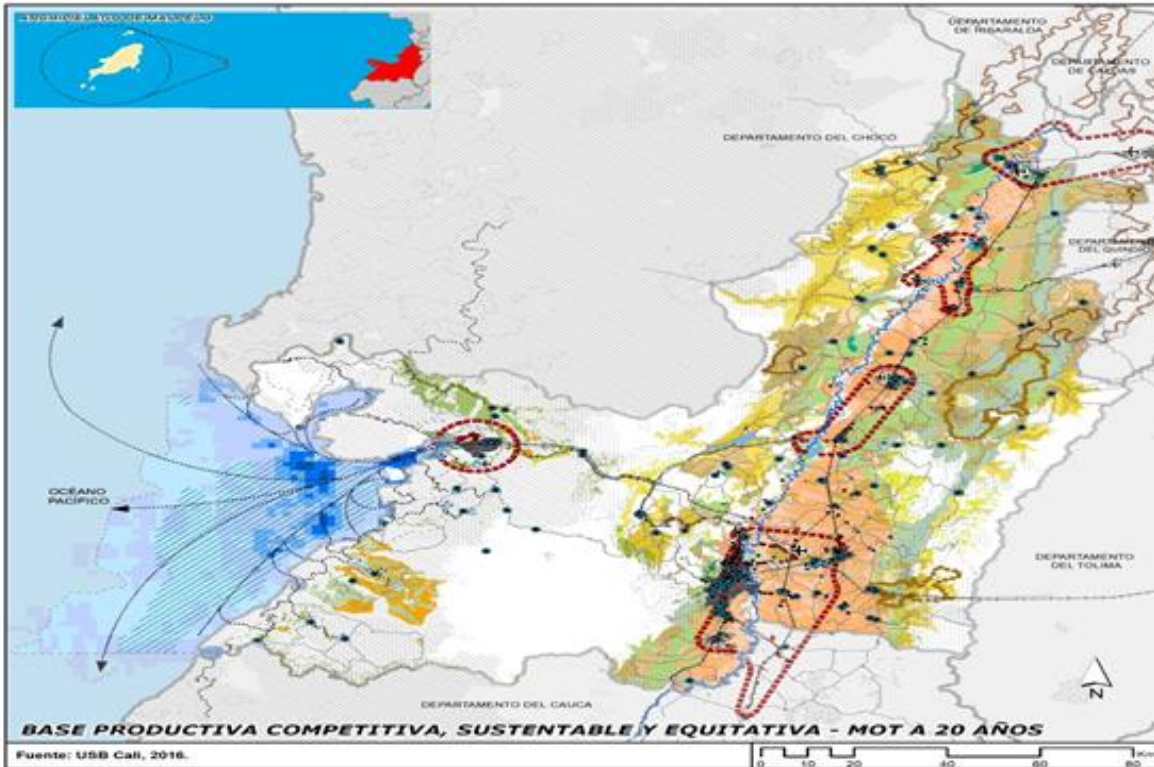 DEPARTAMENTO
DE RISARALDA
DEPARTAMENTO
DE CALDAS
DEPARTAMENTO DEL CHOCÓ
DEPARTAMENTO
DEL QUINDÍO
OCÉANO
PACÍFICO
DEPARTAMENTO
DEL TOLIMA
DEPARTAMENTO DEL CAUCA
N
BASE PRODUCTIVA COMPETITIVA, SUSTENTABLE Y EQUITATIVA - MOT A 20 AÑOS
Fuente: USB Cali, 2016.
0 10 20 40 60 80